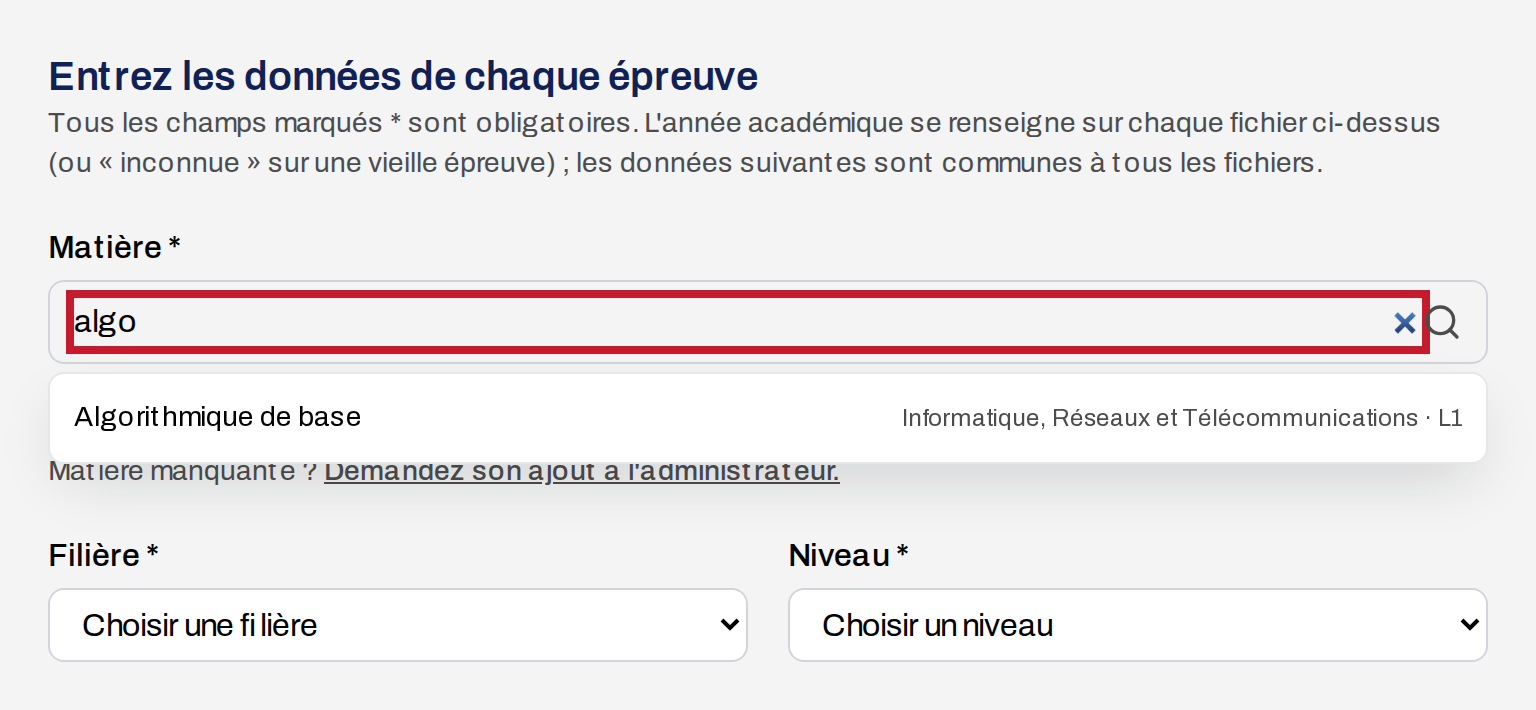 Entrez les données de chaque épreuve
Tous les champs marqués * sont obligatoires. L'année académique se renseigne sur chaque fichier ci-dessus
(ou « inconnue » sur une vieille épreuve) ; les données suivantes sont communes à tous les fichiers.
Matière *
algo
Algorithmique de base Informatique, Réseaux et Télécommunications · L1
Matière manquante ? Demandez son ajout à l'administrateur.
Filière * Niveau *
Choisir une filière Choisir un niveau